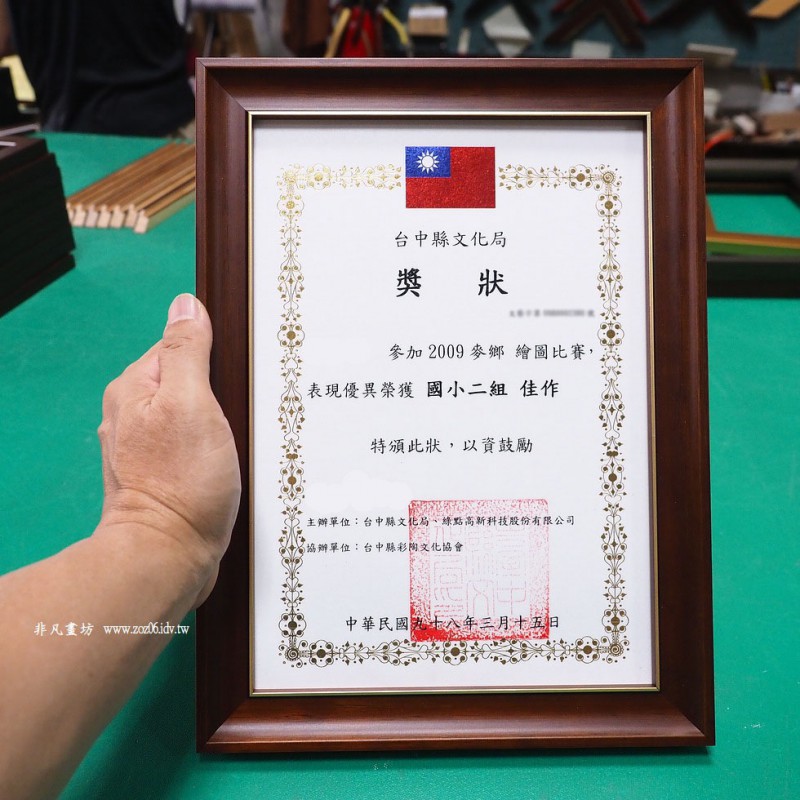 台中縣文化局
獎狀
參加 2009 麥鄉 繪圖比賽,
表現優異榮獲 國小二組 佳作
特頒此狀，以資鼓勵
主辦單位：台中縣文化局、綠點高新科技股份有限公司
協辦單位：台中縣彩陶文化協會
中華民國九十八年三月十五日
非凡畫坊 www.zoz06.idv.tw